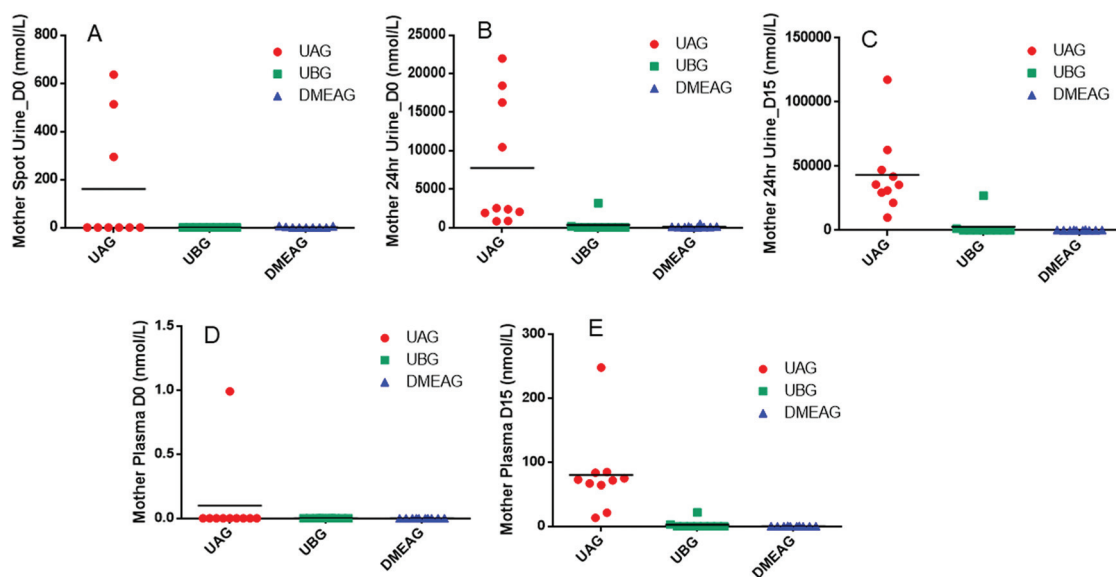 A
Mother Spot Urine_D0 (nmol/L)
800
600
400
200
0
UAG
UBG
DMEAG
UAG
UBG
DMEAG
B
Mother 24hr Urine_D0 (nmol/L)
25000
20000
15000
10000
5000
0
UAG
UBG
DMEAG
UAG
UBG
DMEAG
C
Mother 24hr Urine_D15 (nmol/L)
150000
100000
50000
0
UAG
UBG
DMEAG
UAG
UBG
DMEAG
D
Mother Plasma D0 (nmol/L)
1.5
1.0
0.5
0.0
UAG
UBG
DMEAG
UAG
UBG
DMEAG
E
Mother Plasma D15 (nmol/L)
300
200
100
0
UAG
UBG
DMEAG
UAG
UBG
DMEAG